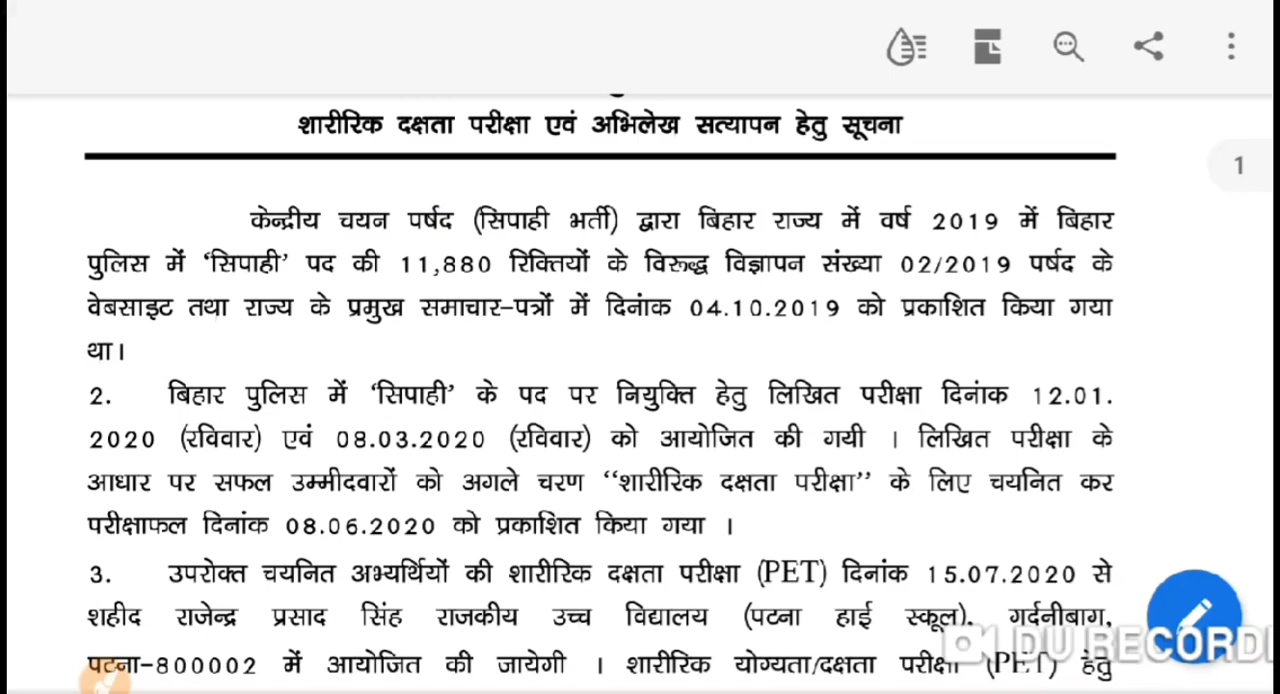 शारीरिक दक्षता परीक्षा एवं अभिलेख सत्यापन हेतु सूचना
1
केन्द्रीय चयन पर्षद (सिपाही भर्ती) द्वारा बिहार राज्य में वर्ष 2019 में बिहार
पुलिस में ‘सिपाही’ पद की 11,880 रिक्तियों के विरुद्ध विज्ञापन संख्या 02/2019 पर्षद के
वेबसाइट तथा राज्य के प्रमुख समाचार-पत्रों में दिनांक 04.10.2019 को प्रकाशित किया गया
था।
2. बिहार पुलिस में ‘सिपाही’ के पद पर नियुक्ति हेतु लिखित परीक्षा दिनांक 12.01.
2020 (रविवार) एवं 08.03.2020 (रविवार) को आयोजित की गयी । लिखित परीक्षा के
आधार पर सफल उम्मीदवारों को अगले चरण “शारीरिक दक्षता परीक्षा” के लिए चयनित कर
परीक्षाफल दिनांक 08.06.2020 को प्रकाशित किया गया ।
3. उपरोक्त चयनित अभ्यर्थियों की शारीरिक दक्षता परीक्षा (PET) दिनांक 15.07.2020 से
शहीद राजेन्द्र प्रसाद सिंह राजकीय उच्च विद्यालय (पटना हाई स्कूल), गर्दनीबाग,
पटना-800002 में आयोजित की जायेगी । शारीरिक योग्यता/दक्षता परीक्षा (PET) हेतु
DU RECORD